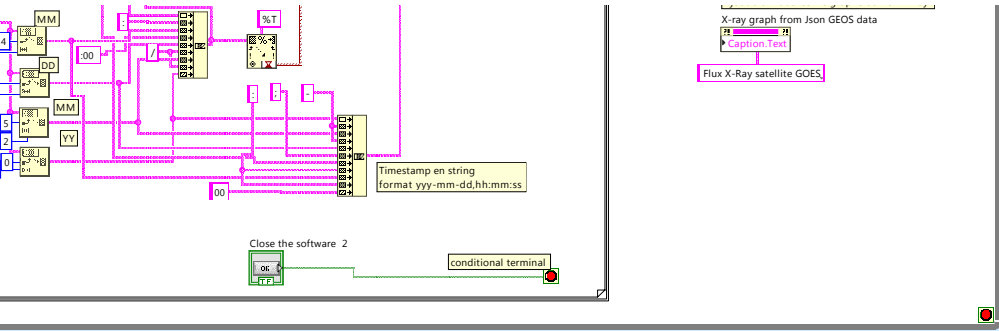 MM
%T
:
X-ray graph from Json GEOS data
4
:00
/
Caption.Text
DD
Flux X-Ray satellite GOES
MM
:
;
-
5
2
YY
0
Timestamp en string
format yyy-mm-dd,hh:mm:ss
00
Close the software 2
OK
TF
conditional terminal